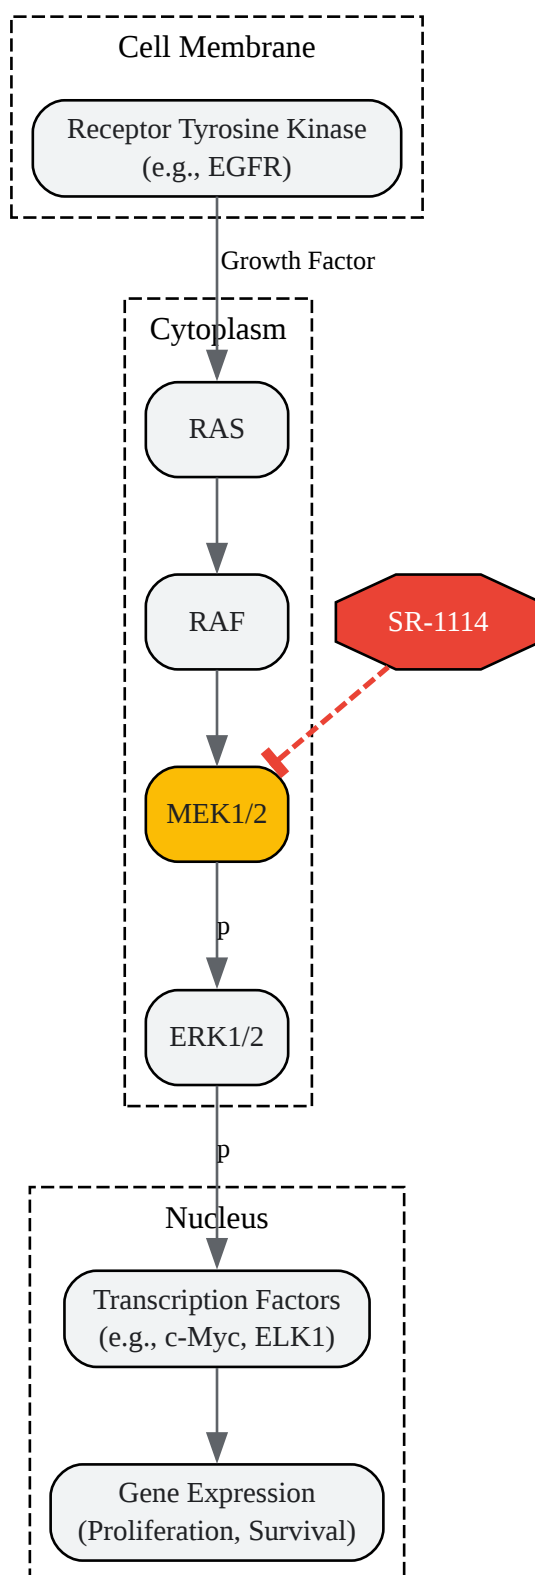 Cell Membrane
Receptor Tyrosine Kinase
(e.g., EGFR)
Growth Factor
Cytoplasm
RAS
RAF
SR-1114
MEK1/2
p
ERK1/2
p
Nucleus
Transcription Factors
(e.g., c-Myc, ELK1)
Gene Expression
(Proliferation, Survival)